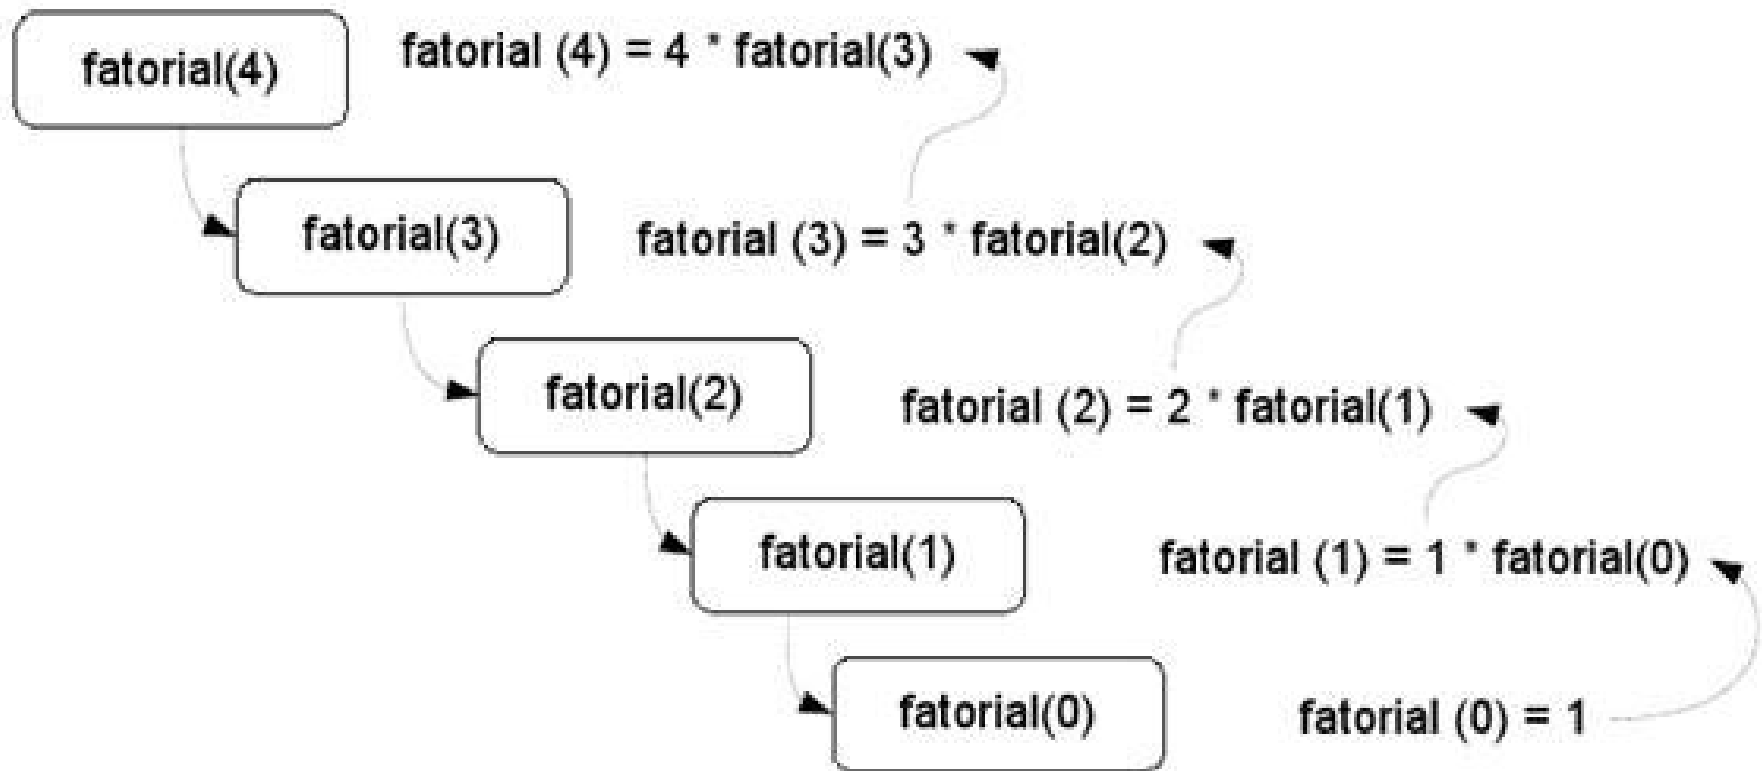 fatorial(4)
fatorial (4) = 4 * fatorial(3)
fatorial(3)
fatorial (3) = 3 * fatorial(2)
fatorial(2)
fatorial (2) = 2 * fatorial(1)
fatorial(1)
fatorial (1) = 1 * fatorial(0)
fatorial(0)
fatorial (0) = 1